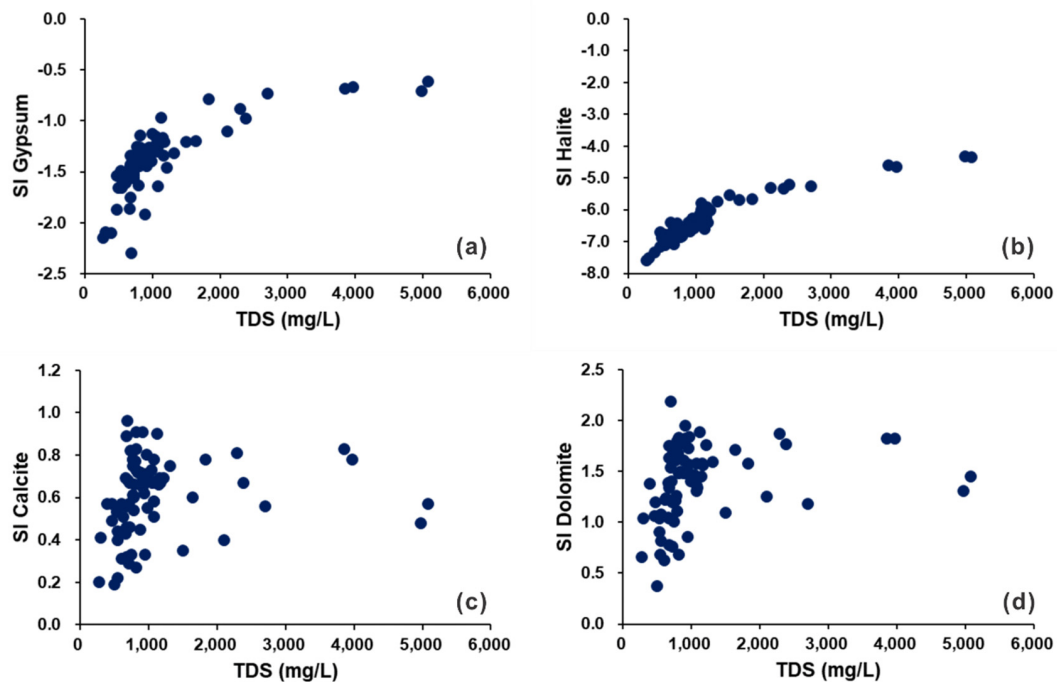 0.0
-0.5
-1.0
-1.5
-2.0
-2.5
SI Gypsum
(a)
0 1,000 2,000 3,000 4,000 5,000 6,000
TDS (mg/L)
0.0
-1.0
-2.0
-3.0
-4.0
-5.0
-6.0
-7.0
-8.0
SI Halite
(b)
0 1,000 2,000 3,000 4,000 5,000 6,000
TDS (mg/L)
1.2
1.0
0.8
0.6
0.4
0.2
0.0
SI Calcite
(c)
0 1,000 2,000 3,000 4,000 5,000 6,000
TDS (mg/L)
2.5
2.0
1.5
1.0
0.5
0.0
SI Dolomite
(d)
0 1,000 2,000 3,000 4,000 5,000 6,000
TDS (mg/L)